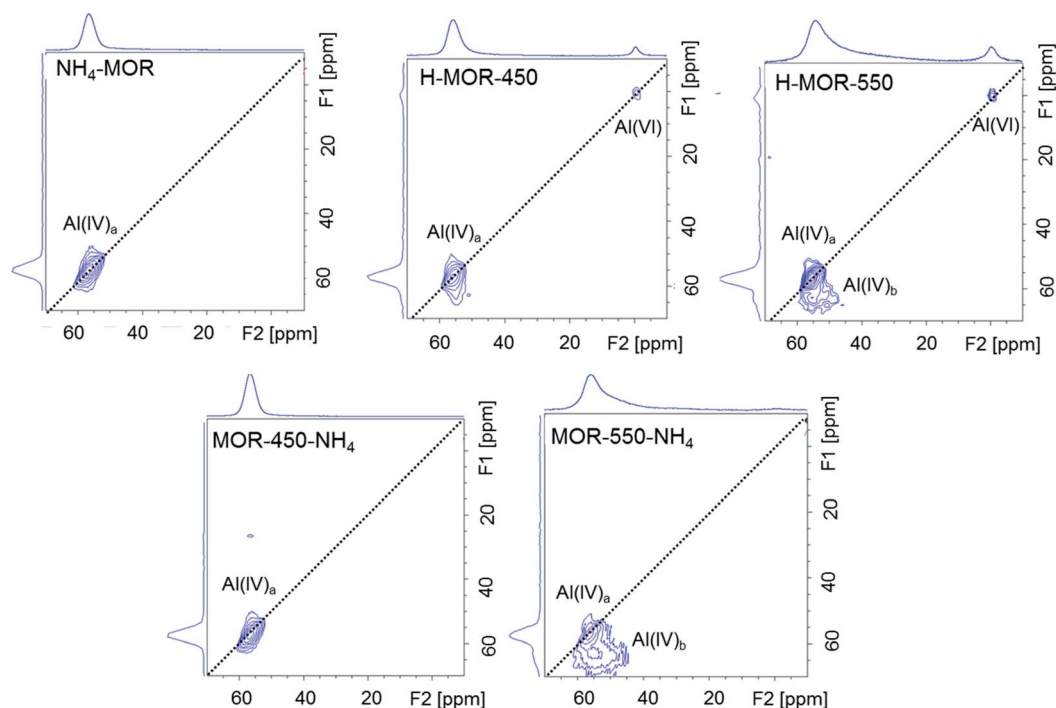 NH₄-MOR
Al(IV)ₐ
20
40
60
F1 [ppm]
60
40
20
F2 [ppm]
H-MOR-450
Al(VI)
Al(IV)ₐ
20
40
60
F1 [ppm]
60
40
20
F2 [ppm]
H-MOR-550
Al(VI)
Al(IV)ₐ
Al(IV)b
20
40
60
F1 [ppm]
60
40
20
F2 [ppm]
MOR-450-NH₄
Al(IV)ₐ
20
40
60
F1 [ppm]
60
40
20
F2 [ppm]
MOR-550-NH₄
Al(IV)ₐ
Al(IV)b
20
40
60
F1 [ppm]
60
40
20
F2 [ppm]